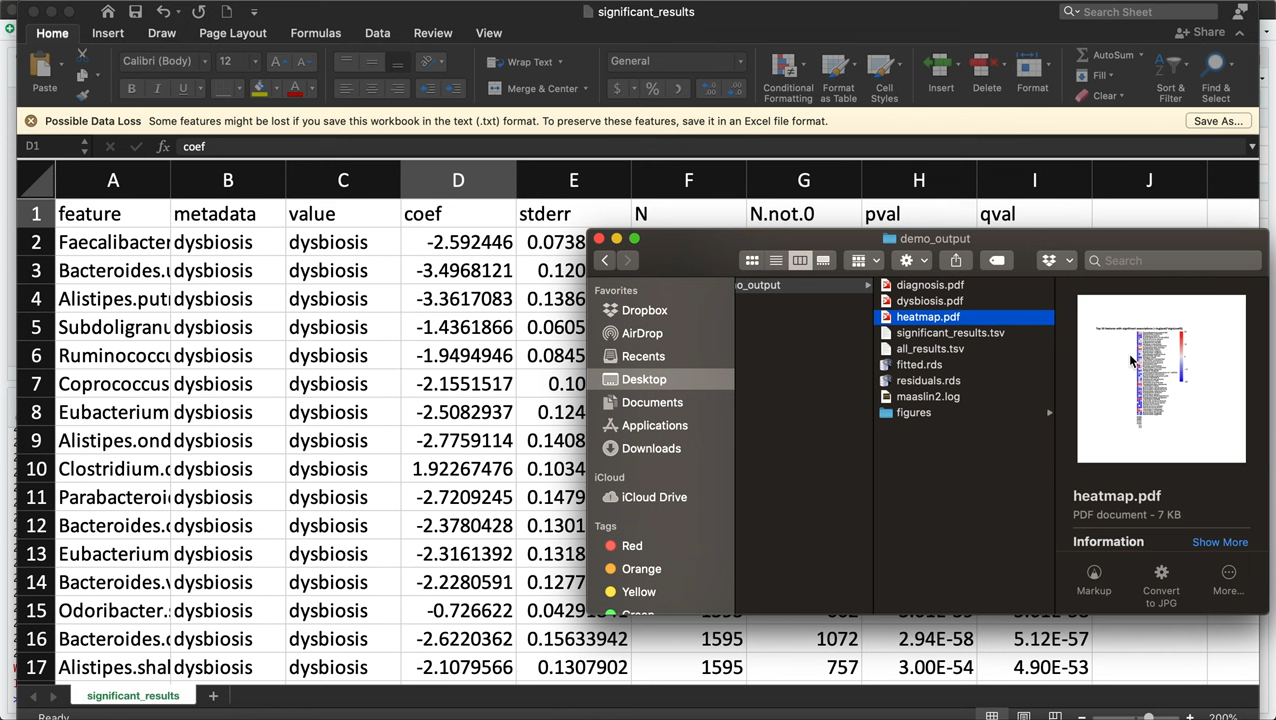 significant_results
Search Sheet
Home Insert Draw Page Layout Formulas Data Review View
Share
Paste
Calibri (Body) 12
Wrap Text
General
B I U
Merge & Center
$ %
Conditional Formatting
Format as Table
Cell Styles
Insert
Delete
Format
AutoSum
Fill
Clear
Sort & Filter
Find & Select
Possible Data Loss Some features might be lost if you save this workbook in the text (.txt) format. To preserve these features, save it in an Excel file format.
Save As...
D1 fx coef
A B C D E F G H I J
1 feature metadata value coef stderr N N.not.0 pval qval
2 Faecalibacter dysbiosis dysbiosis -2.592446 0.0738
3 Bacteroides. dysbiosis dysbiosis -3.4968121 0.120
4 Alistipes.put dysbiosis dysbiosis -3.3617083 0.1386
5 Subdoligranu dysbiosis dysbiosis -1.4361866 0.0605
6 Ruminococcu dysbiosis dysbiosis -1.9494946 0.0845
7 Coprococcus dysbiosis dysbiosis -2.1551517 0.10
8 Eubacterium dysbiosis dysbiosis -2.5082937 0.124
9 Alistipes.ond dysbiosis dysbiosis -2.7759114 0.1408
10 Clostridium. dysbiosis dysbiosis 1.92267476 0.1034
11 Parabacteroi dysbiosis dysbiosis -2.7209245 0.1479
12 Bacteroides. dysbiosis dysbiosis -2.3780428 0.1301
13 Eubacterium dysbiosis dysbiosis -2.3161392 0.1318
14 Bacteroides. dysbiosis dysbiosis -2.2280591 0.1277
15 Odoribacter. dysbiosis dysbiosis -0.726622
16 Bacteroides. dysbiosis dysbiosis -2.6220362 0.15633942 1595 1072 2.94E-58 5.12E-57
17 Alistipes.shal dysbiosis dysbiosis -2.1079566 0.1307902 1595 757 3.00E-54 4.90E-53
significant_results
Ready
200%
demo_output
Search
Favorites
Dropbox
AirDrop
Recents
Desktop
Documents
Applications
Downloads
iCloud
iCloud Drive
Tags
Red
Orange
Yellow
Green
o_output
diagnosis.pdf
dysbiosis.pdf
heatmap.pdf
significant_results.tsv
all_results.tsv
fitted.rds
residuals.rds
maaslin2.log
figures
heatmap.pdf
PDF document - 7 KB
Information Show More
Markup
Convert to JPG
More...